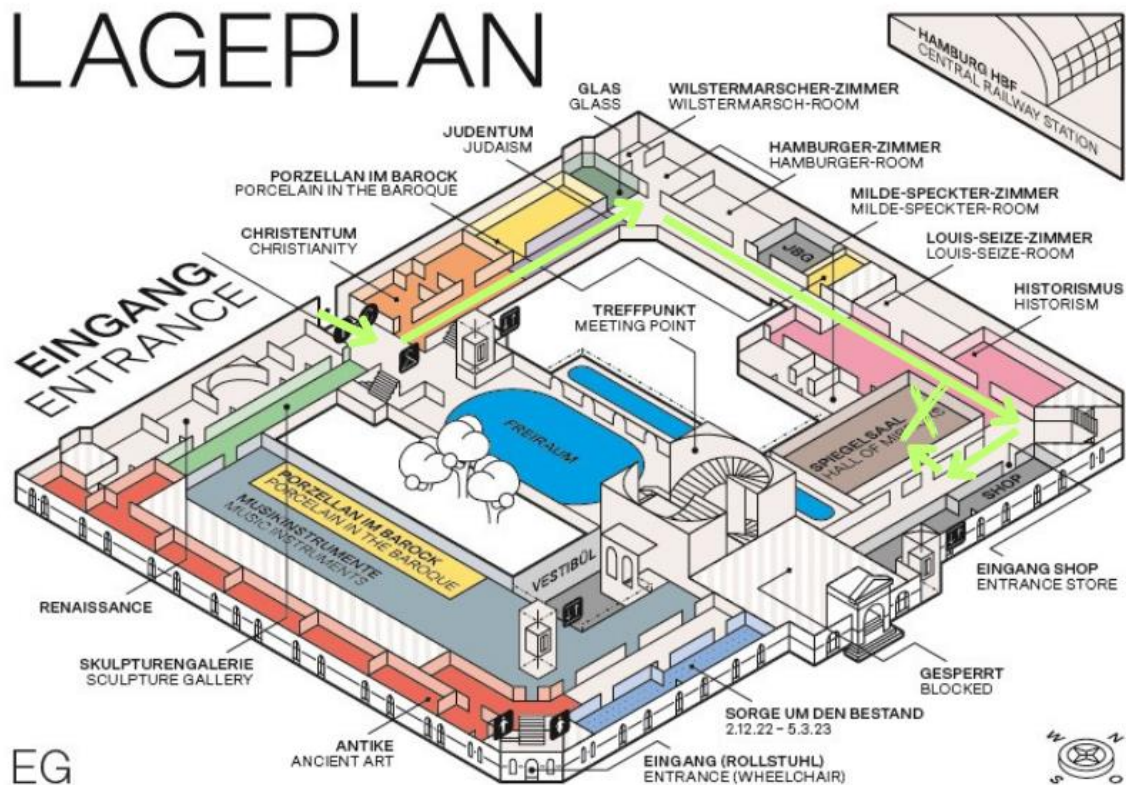 LAGEPLAN
HAMBURG HBF
CENTRAL RAILWAY STATION
GLAS
GLASS
WILSTERMARSCHER-ZIMMER
WILSTERMARSCH-ROOM
JUDENTUM
JUDAISM
HAMBURGER-ZIMMER
HAMBURGER-ROOM
PORZELLAN IM BAROCK
PORCELAIN IN THE BAROQUE
MILDE-SPECKTER-ZIMMER
MILDE-SPECKTER-ROOM
CHRISTENTUM
CHRISTIANITY
JBG
LOUIS-SEIZE-ZIMMER
LOUIS-SEIZE-ROOM
EINGANG
ENTRANCE
HISTORISMUS
HISTORISM
TREFFPUNKT
MEETING POINT
FREIRAUM
SPIEGELSAAL
HALL OF
SHOP
PORZELLAN IM BAROCK
PORCELAIN IN THE BAROQUE
MUSIKINSTRUMENTE
MUSIC INSTRUMENTS
VESTIBÜL
EINGANG SHOP
ENTRANCE STORE
RENAISSANCE
SKULPTURENGALERIE
SCULPTURE GALLERY
GESPERRT
BLOCKED
SORGE UM DEN BESTAND
2.12.22 – 5.3.23
ANTIKE
ANCIENT ART
EINGANG (ROLLSTUHL)
ENTRANCE (WHEELCHAIR)
EG
W
N
S
O